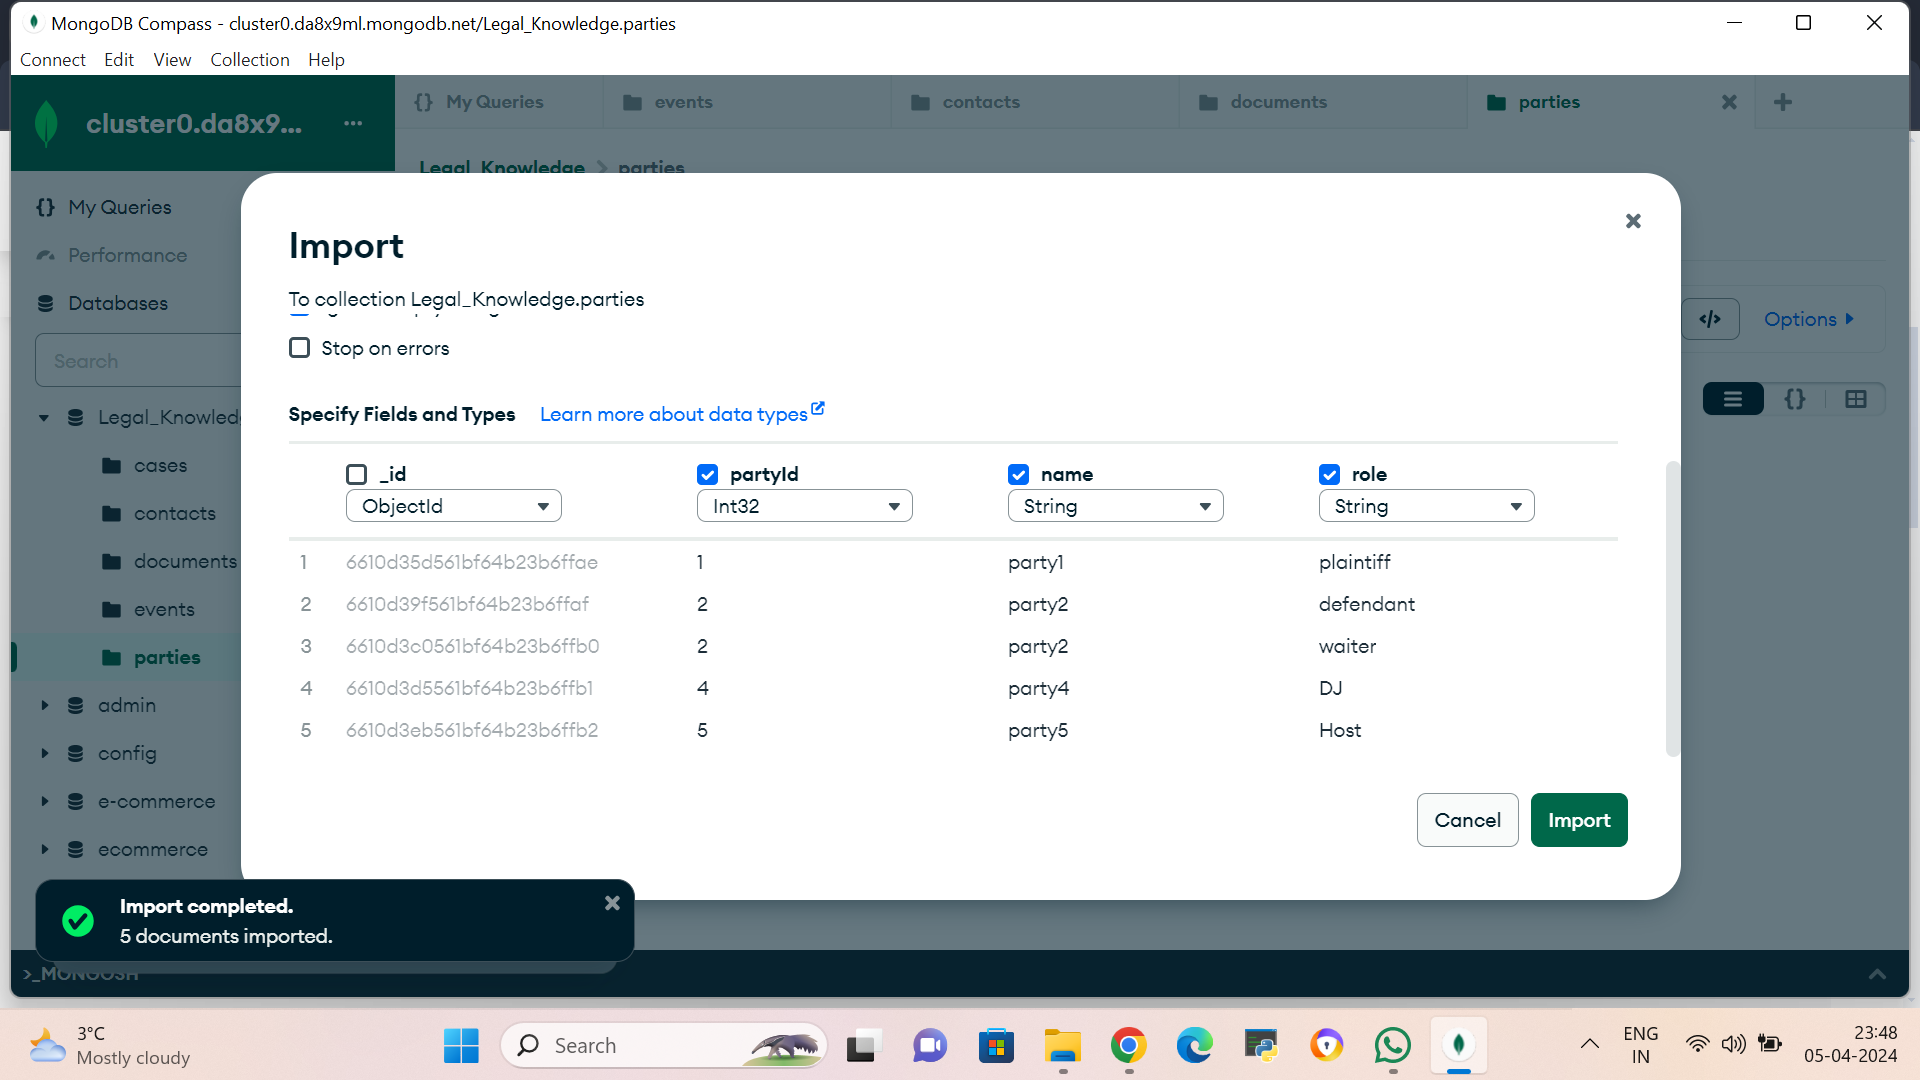 MongoDB Compass - cluster0.da8x9ml.mongodb.net/Legal_Knowledge.parties
Connect Edit View Collection Help
cluster0.da8x9... ...
{} My Queries events contacts documents parties
Legal_Knowledge > parties
{} My Queries
Performance
Databases
Search
Legal_Knowled
cases
contacts
documents
events
parties
admin
config
e-commerce
ecommerce
Import
To collection Legal_Knowledge.parties
Stop on errors
Specify Fields and Types Learn more about data types
_id partyId name role
ObjectId Int32 String String
1 6610d35d561bf64b23b6ffae 1 party1 plaintiff
2 6610d39f561bf64b23b6ffaf 2 party2 defendant
3 6610d3c0561bf64b23b6ffb0 2 party2 waiter
4 6610d3d5561bf64b23b6ffb1 4 party4 DJ
5 6610d3eb561bf64b23b6ffb2 5 party5 Host
Cancel Import
</> Options
{}
Import completed.
5 documents imported.
>_MONGOSH
3°C
Mostly cloudy
Search
ENG
IN
23:48
05-04-2024